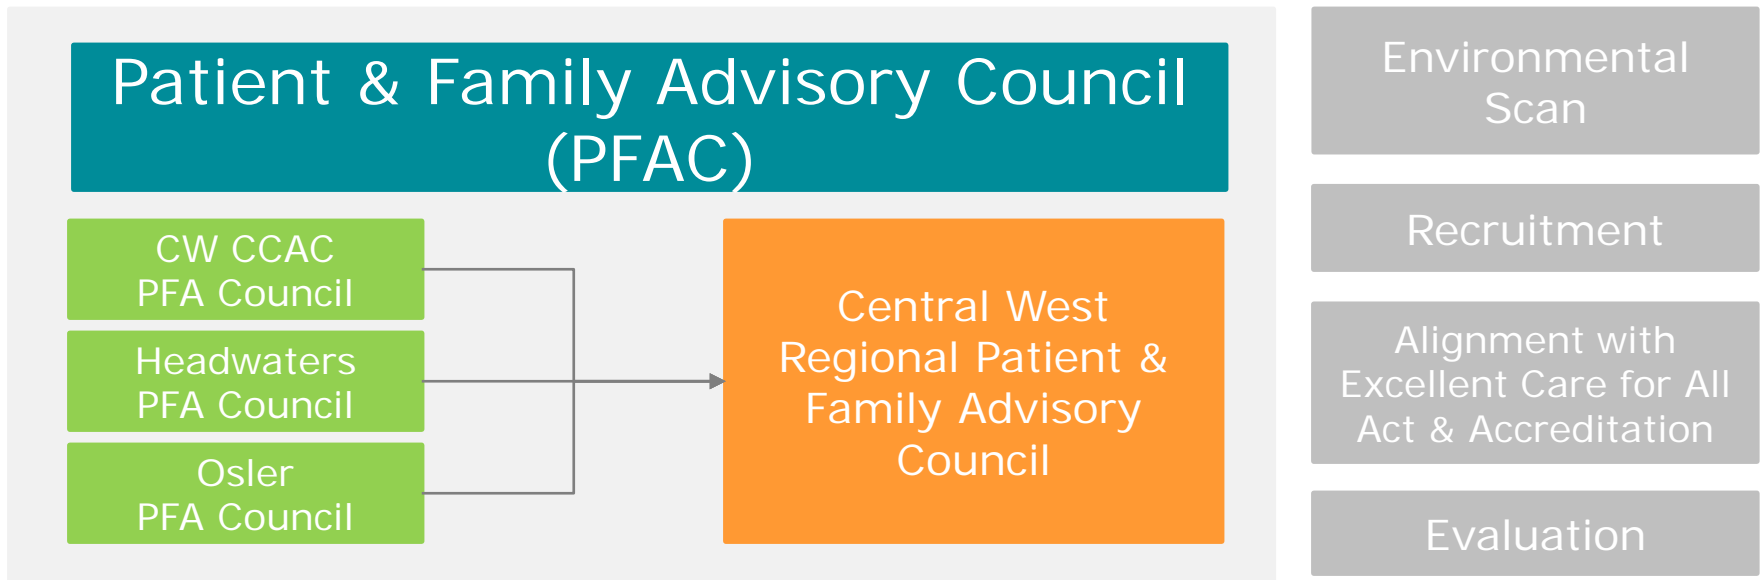 Patient & Family Advisory Council
(PFAC)
CW CCAC
PFA Council
Headwaters
PFA Council
Osler
PFA Council
Central West
Regional Patient &
Family Advisory
Council
Environmental
Scan
Recruitment
Alignment with
Excellent Care for All
Act & Accreditation
Evaluation